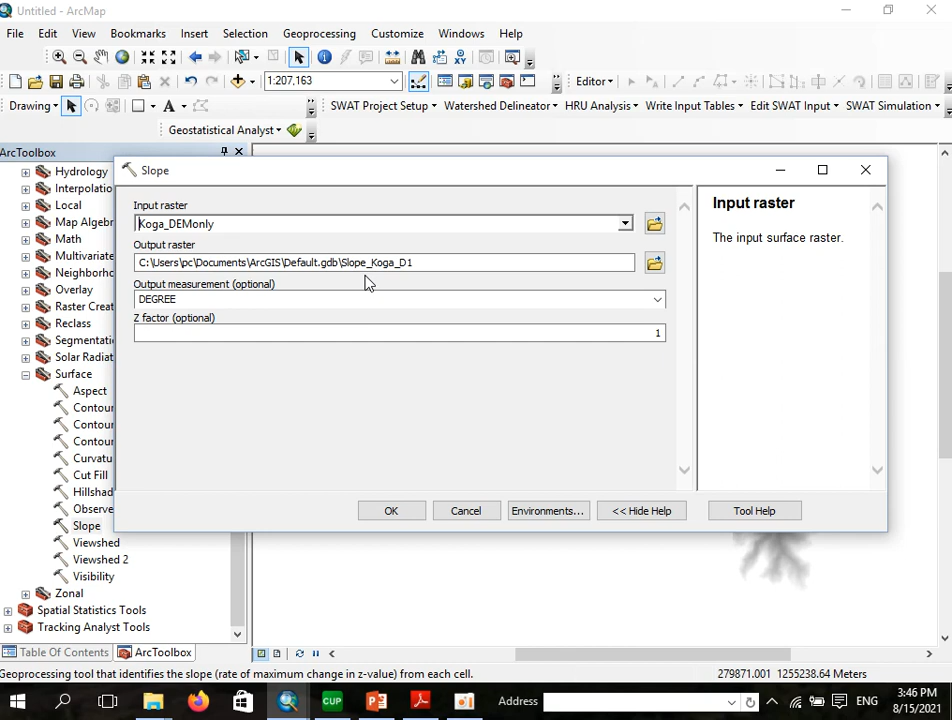 Untitled - ArcMap
File Edit View Bookmarks Insert Selection Geoprocessing Customize Windows Help
1:207,163 Editor
Drawing A SWAT Project Setup Watershed Delineator HRU Analysis Write Input Tables Edit SWAT Input SWAT Simulation
Geostatistical Analyst
ArcToolbox
Hydrology
Interpolatio
Local
Map Algebr
Math
Multivariate
Neighborho
Overlay
Raster Creat
Reclass
Segmentati
Solar Radiat
Surface
Aspect
Contou
Contou
Contou
Curvatu
Cut Fill
Hillshad
Observe
Slope
Viewshed
Viewshed 2
Visibility
Zonal
Spatial Statistics Tools
Tracking Analyst Tools
Table Of Contents ArcToolbox
Slope
Input raster
Koga_DEMonly
Output raster
C:\Users\pc\Documents\ArcGIS\Default.gdb\Slope_Koga_D1
Output measurement (optional)
DEGREE
Z factor (optional)
1
OK Cancel Environments... << Hide Help Tool Help
Input raster
The input surface raster.
Geoprocessing tool that identifies the slope (rate of maximum change in z-value) from each cell. 279871.001 1255238.64 Meters
CUP Address ENG 3:46 PM
8/15/2021